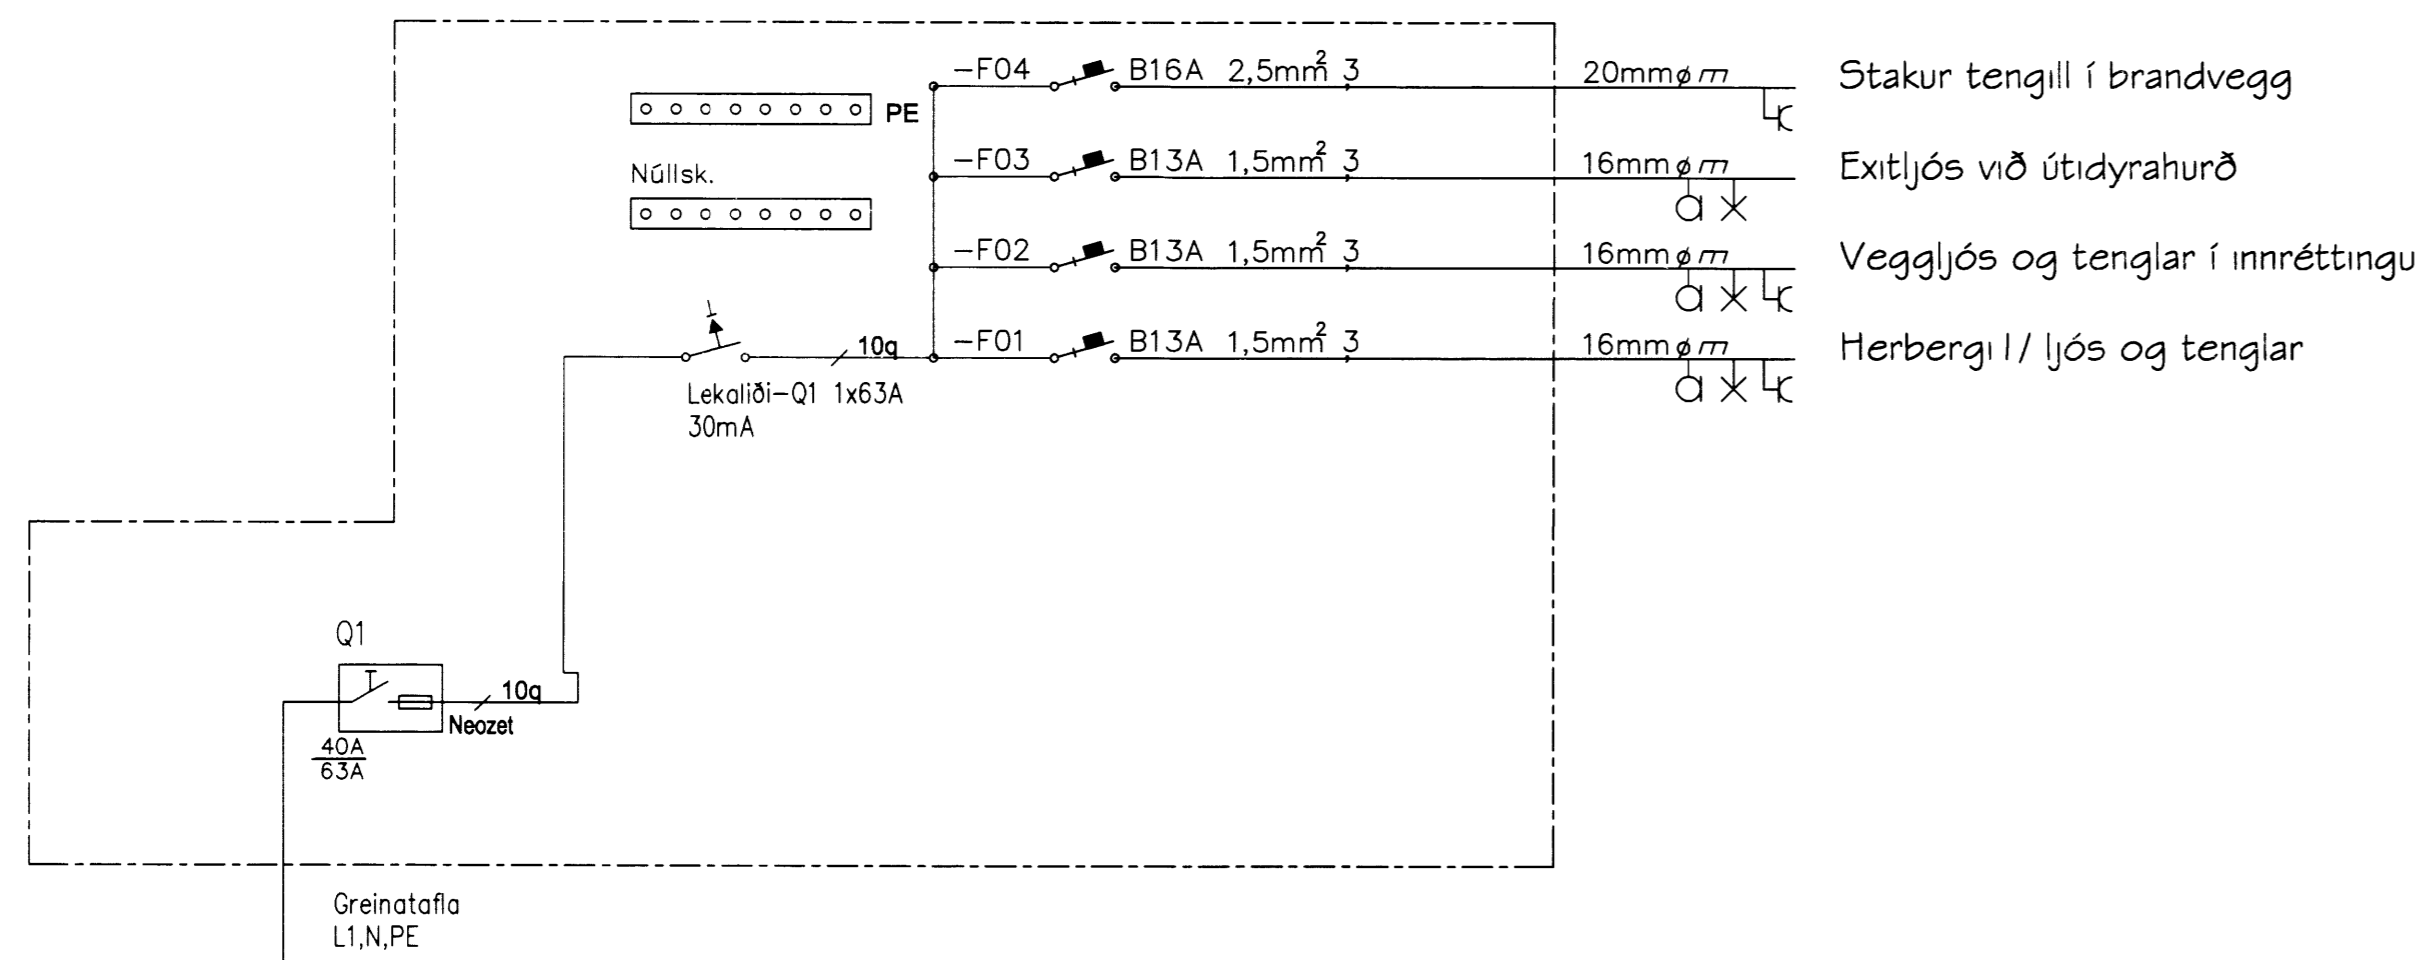 -F04 B16A 2,5mm² 3 20mmø Stakur tengill í brandvegg
PE
-F03 B13A 1,5mm² 3 16mmø Exitljós við útidyrahurð
Núllsk.
-F02 B13A 1,5mm² 3 16mmø Veggljós og tenglar í innréttingu
10q -F01 B13A 1,5mm² 3 16mmø Herbergi 1/ ljós og tenglar
Lekaliði-Q1 1x63A
30mA
Q1
10q
Neozet
40A
63A
Greinatafla
L1,N,PE